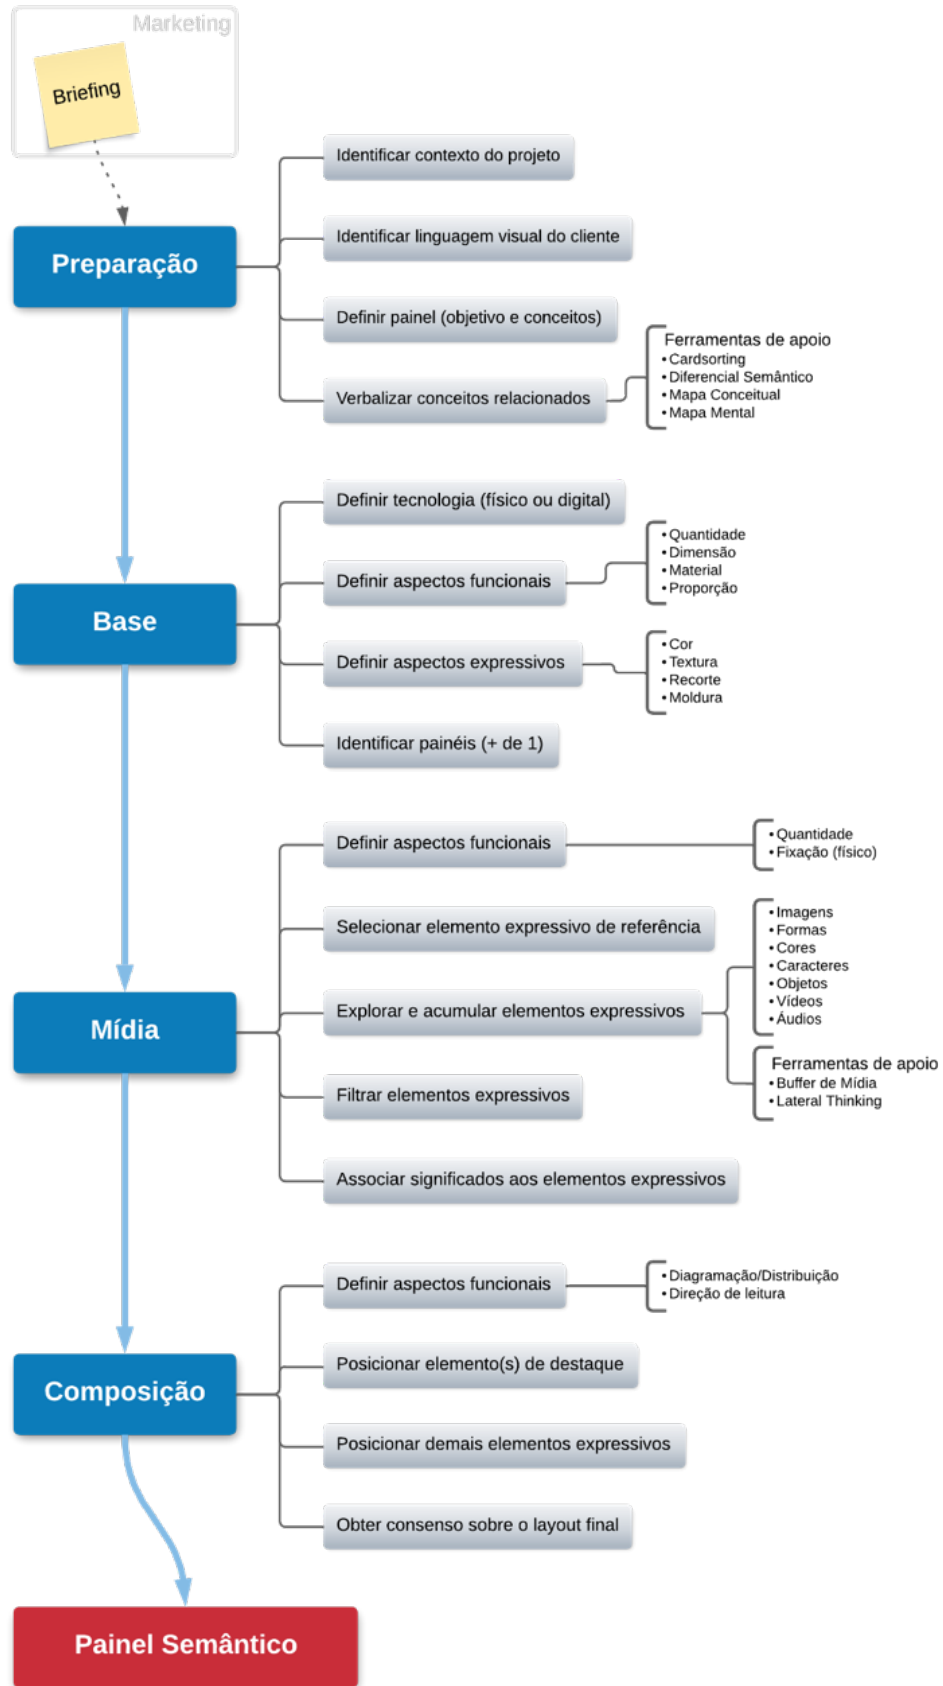 Marketing
Briefing
Preparação
Identificar contexto do projeto
Identificar linguagem visual do cliente
Definir painel (objetivo e conceitos)
Verbalizar conceitos relacionados
Ferramentas de apoio
• Cardsorting
• Diferencial Semântico
• Mapa Conceitual
• Mapa Mental
Base
Definir tecnologia (físico ou digital)
Definir aspectos funcionais
• Quantidade
• Dimensão
• Material
• Proporção
Definir aspectos expressivos
• Cor
• Textura
• Recorte
• Moldura
Identificar painéis (+ de 1)
Mídia
Definir aspectos funcionais
• Quantidade
• Fixação (físico)
Selecionar elemento expressivo de referência
Explorar e acumular elementos expressivos
• Imagens
• Formas
• Cores
• Caracteres
• Objetos
• Vídeos
• Áudios
Ferramentas de apoio
• Buffer de Mídia
• Lateral Thinking
Filtrar elementos expressivos
Associar significados aos elementos expressivos
Composição
Definir aspectos funcionais
• Diagramação/Distribuição
• Direção de leitura
Posicionar elemento(s) de destaque
Posicionar demais elementos expressivos
Obter consenso sobre o layout final
Painel Semântico